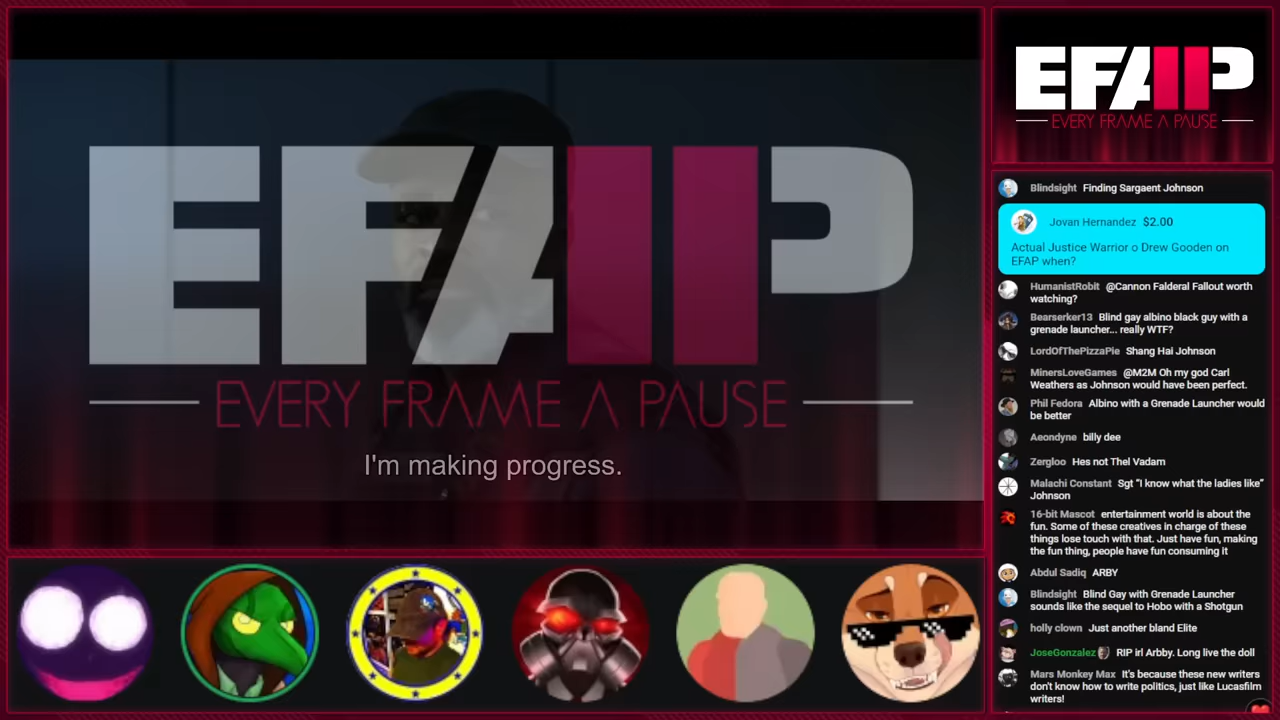 EFAP
EVERY FRAME A PAUSE
I'm making progress.
EFAP
EVERY FRAME A PAUSE
Blindsight Finding Sargaent Johnson
Jovan Hernandez $2.00
Actual Justice Warrior o Drew Gooden on
EFAP when?
HumanistRobit @Cannon Falderal Fallout worth
watching?
Bearserker13 Blind gay albino black guy with a
grenade launcher... really WTF?
LordOfThePizzaPie Shang Hai Johnson
MinersLoveGames @M2M Oh my god Carl
Weathers as Johnson would have been perfect.
Phil Fedora Albino with a Grenade Launcher would
be better
Aeondyne billy dee
Zergloo Hes not Thel Vadam
Malachi Constant Sgt “I know what the ladies like”
Johnson
16-bit Mascot entertainment world is about the
fun. Some of these creatives in charge of these
things lose touch with that. Just have fun, making
the fun thing, people have fun consuming it
Abdul Sadiq ARBY
Blindsight Blind Gay with Grenade Launcher
sounds like the sequel to Hobo with a Shotgun
holly clown Just another bland Elite
JoseGonzalez RIP irl Arbby. Long live the doll
Mars Monkey Max It's because these new writers
don't know how to write politics, just like Lucasfilm
writers!